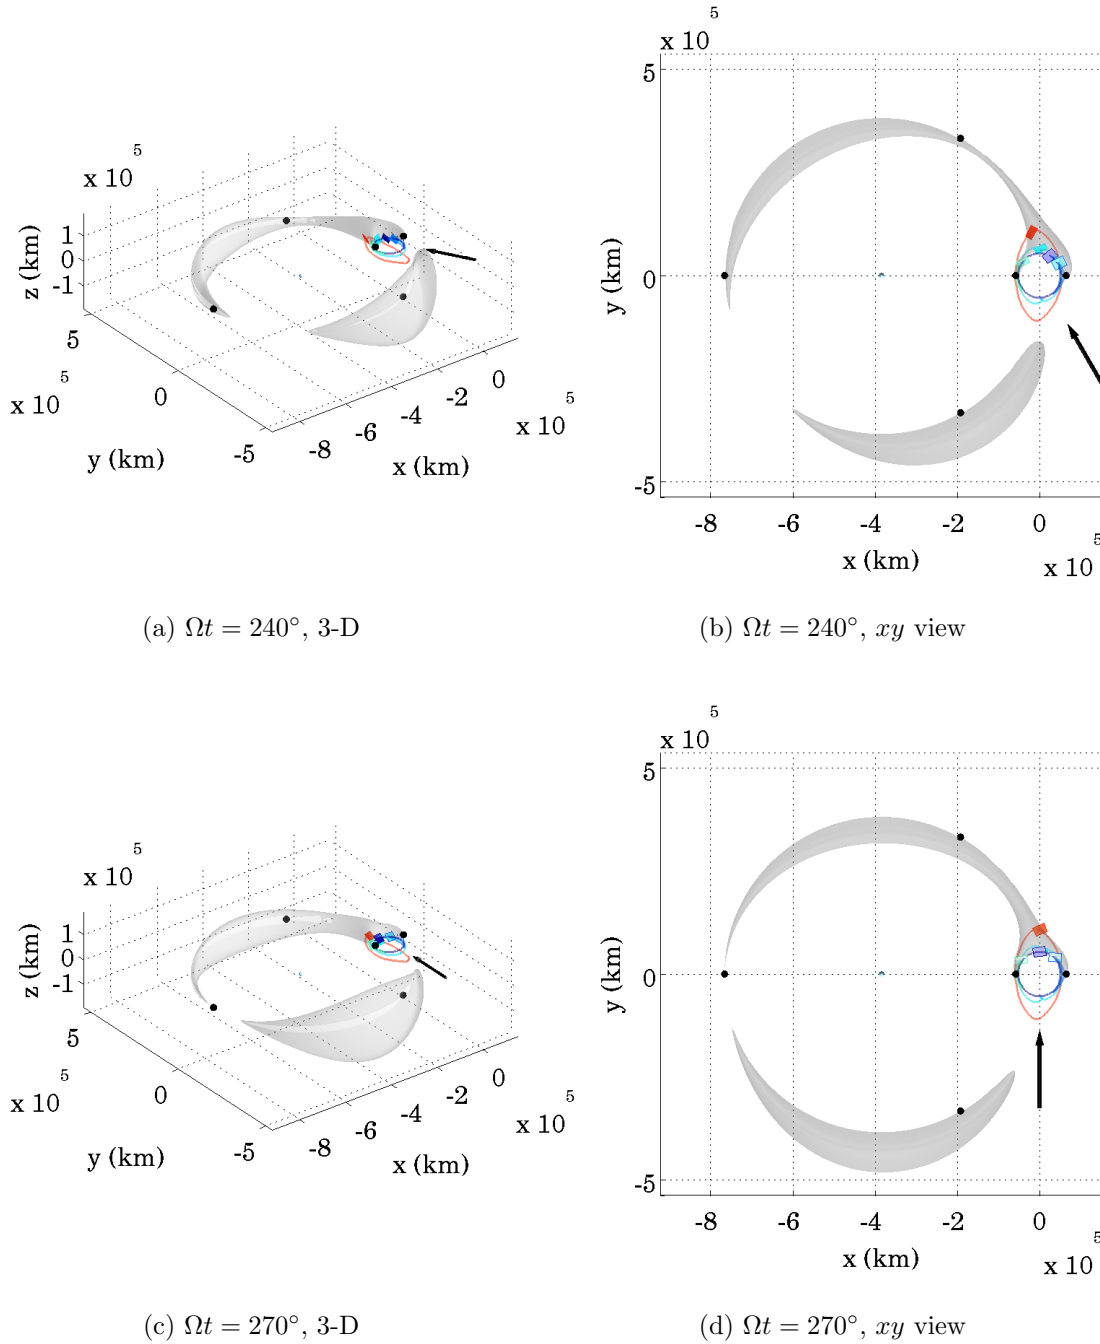 x 10 5
1
0
-1
z (km)
5
0
-5
x 10 5
y (km)
-8
-6
-4
-2
0
x (km)
x 10 5
(a) Ωt = 240°, 3-D
x 10 5
5
0
-5
y (km)
-8 -6 -4 -2 0
x (km)
x 10 5
(b) Ωt = 240°, xy view
x 10 5
1
0
-1
z (km)
5
0
-5
x 10 5
y (km)
-8
-6
-4
-2
0
x (km)
x 10 5
(c) Ωt = 270°, 3-D
x 10 5
5
0
-5
y (km)
-8 -6 -4 -2 0
x (km)
x 10 5
(d) Ωt = 270°, xy view